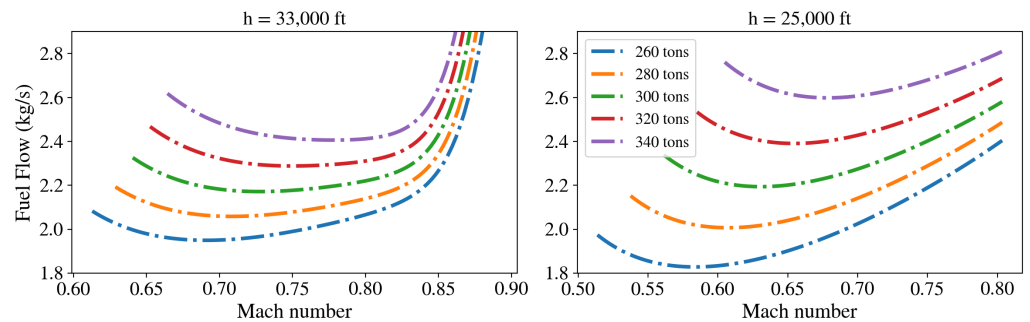 h = 33,000 ft
Fuel Flow (kg/s)
2.8
2.6
2.4
2.2
2.0
1.8
0.60 0.65 0.70 0.75 0.80 0.85 0.90
Mach number
h = 25,000 ft
260 tons
280 tons
300 tons
320 tons
340 tons
2.8
2.6
2.4
2.2
2.0
1.8
0.50 0.55 0.60 0.65 0.70 0.75 0.80
Mach number